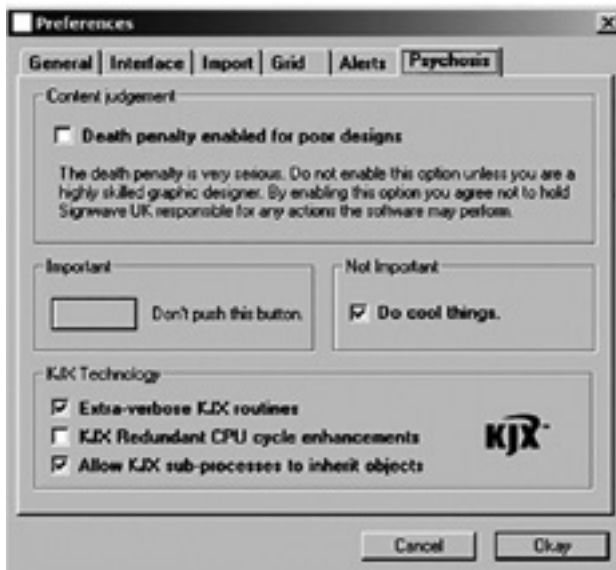 Preferences
General Interface Import Grid Alerts Psychosis
Content judgement
Death penalty enabled for poor designs
The death penalty is very serious. Do not enable this option unless you are a
highly skilled graphic designer. By enabling this option you agree not to hold
Signwave UK responsible for any actions the software may perform.
Important
Don't push this button.
Not Important
Do cool things.
KJX Technology
Extra-verbose KJX routines
KJX Redundant CPU cycle enhancements
Allow KJX sub-processes to inherit objects
KJX
Cancel Okay